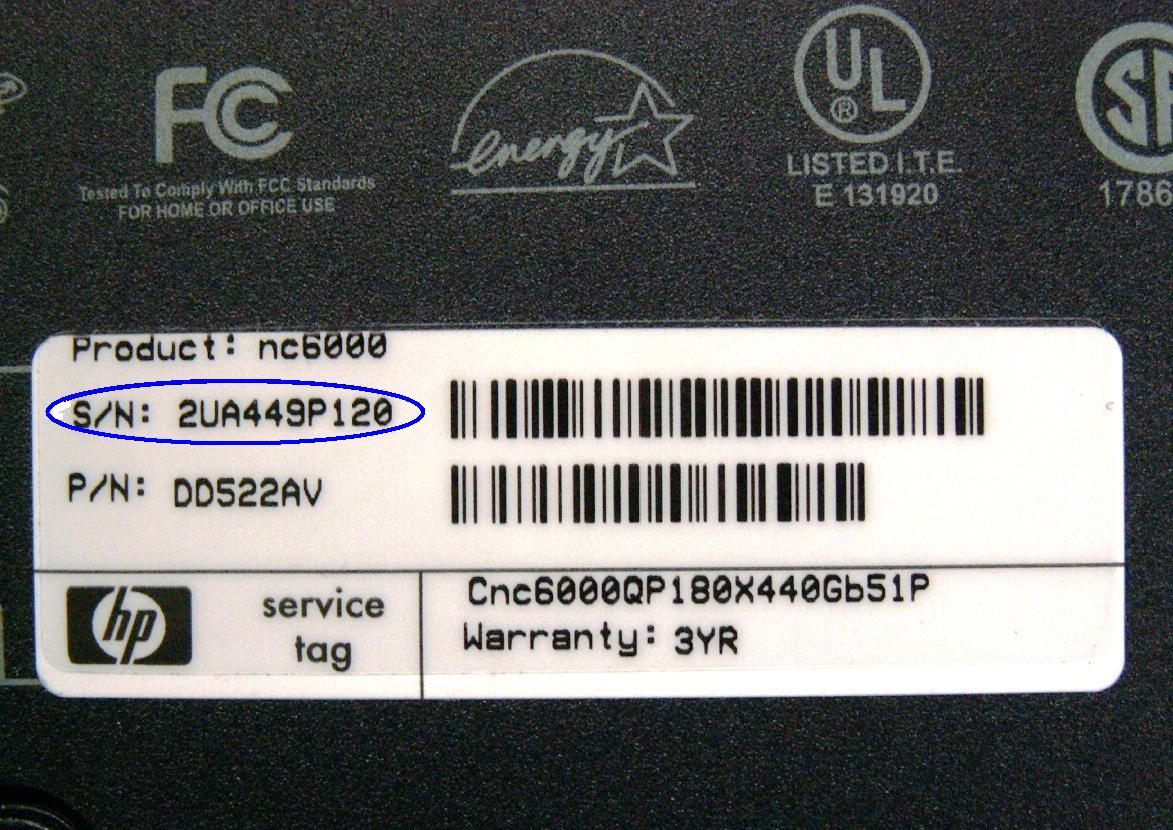 FC
energy
UL
®
LISTED I.T.E.
E 131920
Tested To Comply With FCC Standards
FOR HOME OR OFFICE USE
1786
Product: nc6000
S/N: 2UA449P120
P/N: DD522AV
hp
service
tag
Cnc6000QP180X440Gb51P
Warranty: 3YR